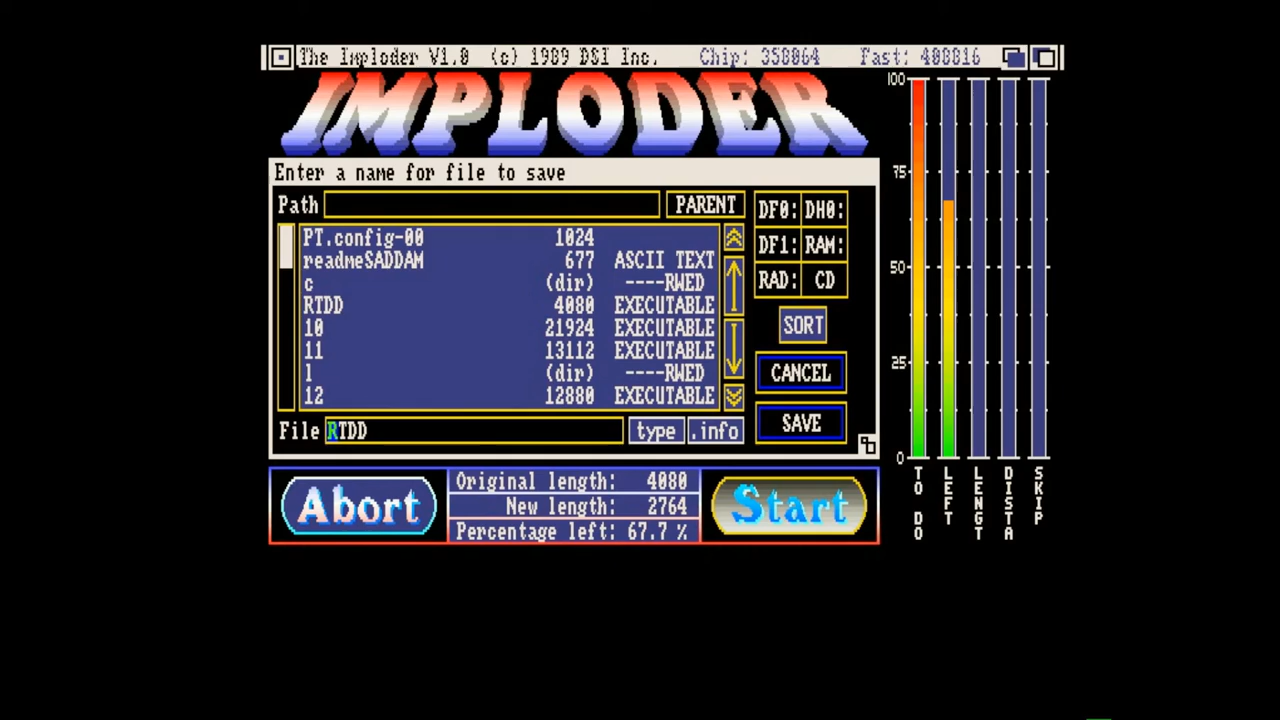 The Imploder V1.0 (c) 1989 DSI Inc. Chip: 358064 Fast: 408816
IMPLODER
Enter a name for file to save
Path PARENT
DF0: DH0:
DF1: RAM:
RAD: CD
PT.config-00 1024
readmeSADDAM 677 ASCII TEXT
c (dir) ----RWED
RTDD 4080 EXECUTABLE
10 21924 EXECUTABLE
11 13112 EXECUTABLE
l (dir) ----RWED
12 12880 EXECUTABLE
SORT
CANCEL
SAVE
File RTDD type .info
Abort
Original length: 4080
New length: 2764
Percentage left: 67.7 %
Start
100
75
50
25
0
TO DO
LEFT
LENGT
DISTA
SKIP